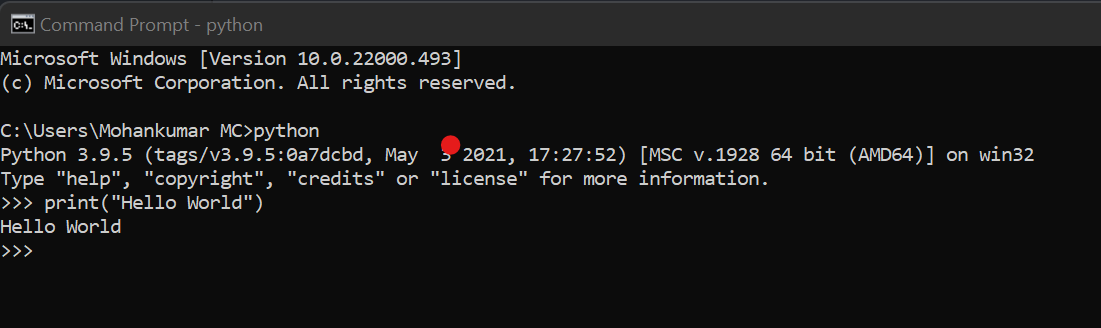 Command Prompt - python
Microsoft Windows [Version 10.0.22000.493]
(c) Microsoft Corporation. All rights reserved.
C:\Users\Mohankumar MC>python
Python 3.9.5 (tags/v3.9.5:0a7dcbd, May 2021, 17:27:52) [MSC v.1928 64 bit (AMD64)] on win32
Type "help", "copyright", "credits" or "license" for more information.
>>> print("Hello World")
Hello World
>>>